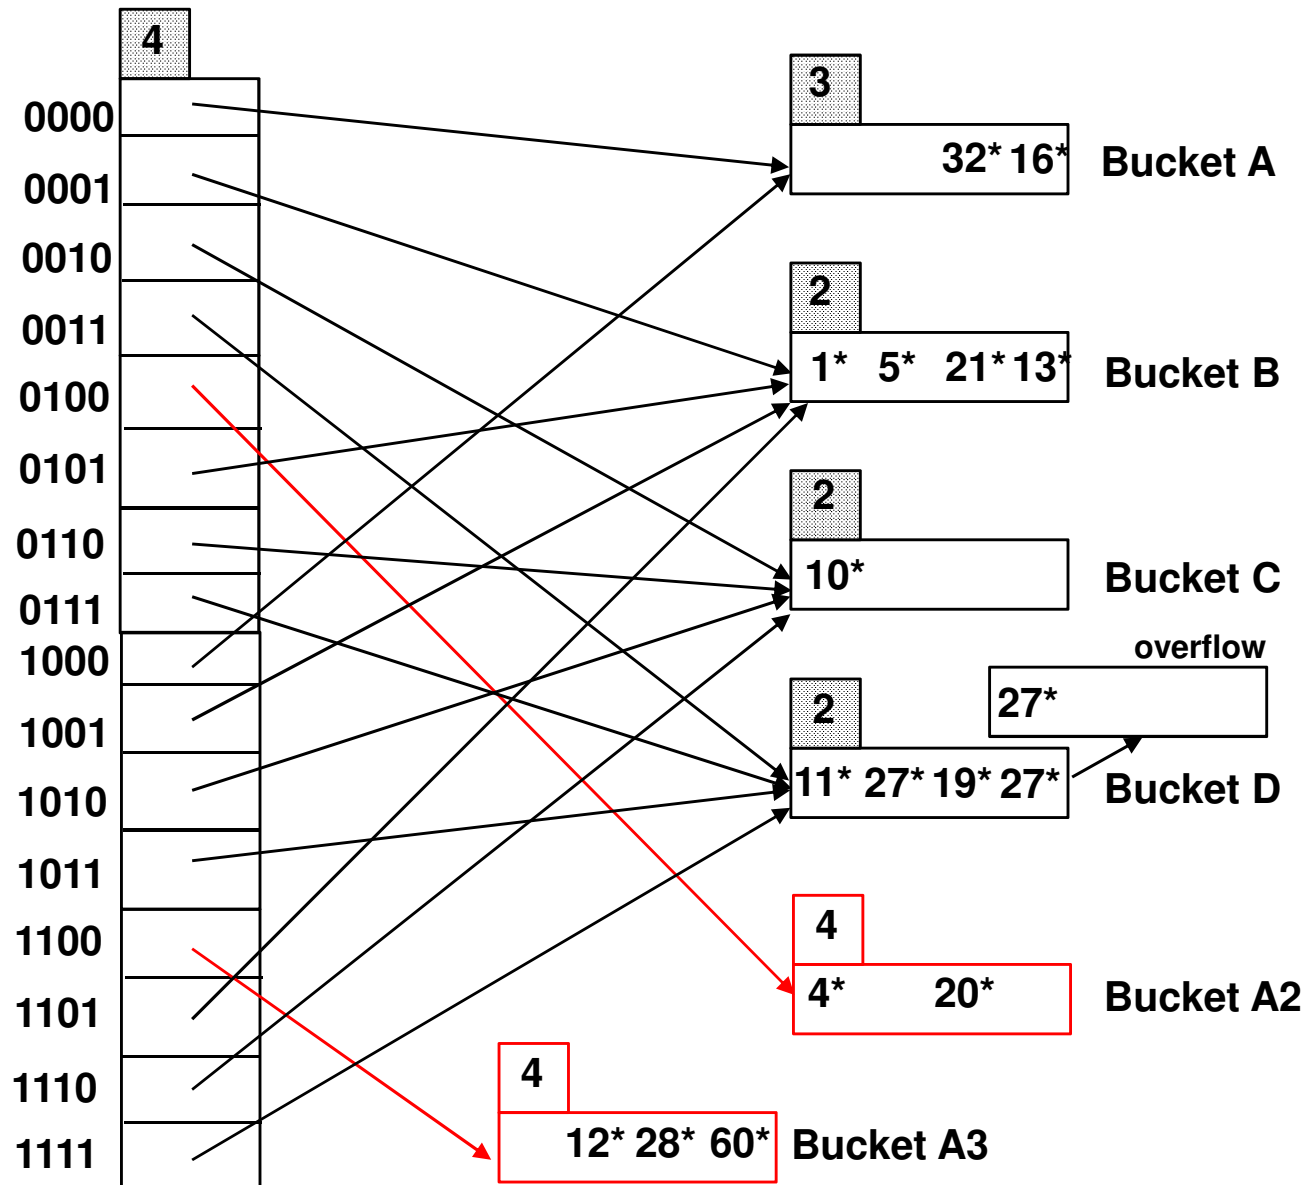 4
0000
0001
0010
0011
0100
0101
0110
0111
1000
1001
1010
1011
1100
1101
1110
1111
3
32* 16*
Bucket A
2
1* 5* 21* 13*
Bucket B
2
10*
Bucket C
overflow
27*
2
11* 27* 19* 27*
Bucket D
4
4* 20*
Bucket A2
4
12* 28* 60*
Bucket A3